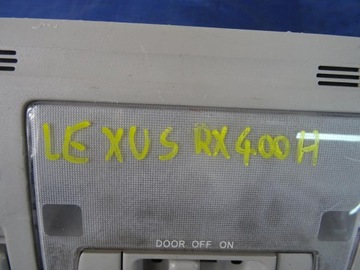 LEXUS RX400H
DOOR OFF ON